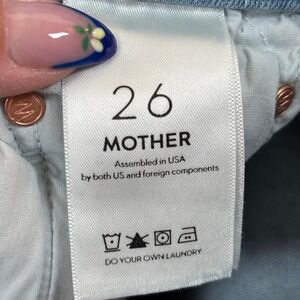 26
MOTHER
Assembled in USA
by both US and foreign components
DO YOUR OWN LAUNDRY